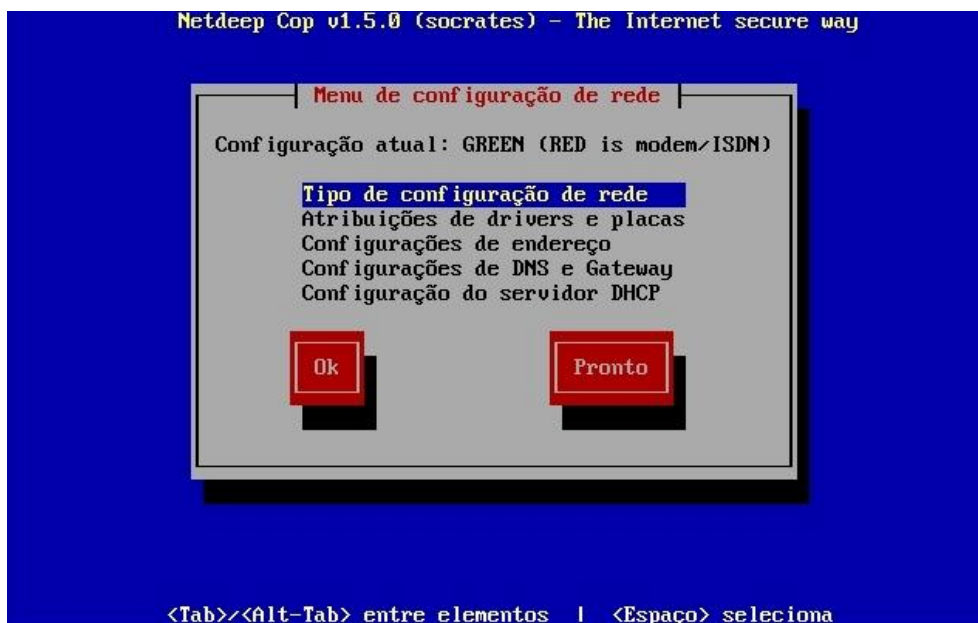 Netdeep Cop v1.5.0 (socrates) - The Internet secure way
Menu de configuração de rede
Configuração atual: GREEN (RED is modem/ISDN)
Tipo de configuração de rede
Atribuições de drivers e placas
Configurações de endereço
Configurações de DNS e Gateway
Configuração do servidor DHCP
Ok Pronto
<Tab>/<Alt-Tab> entre elementos | <Espaço> seleciona